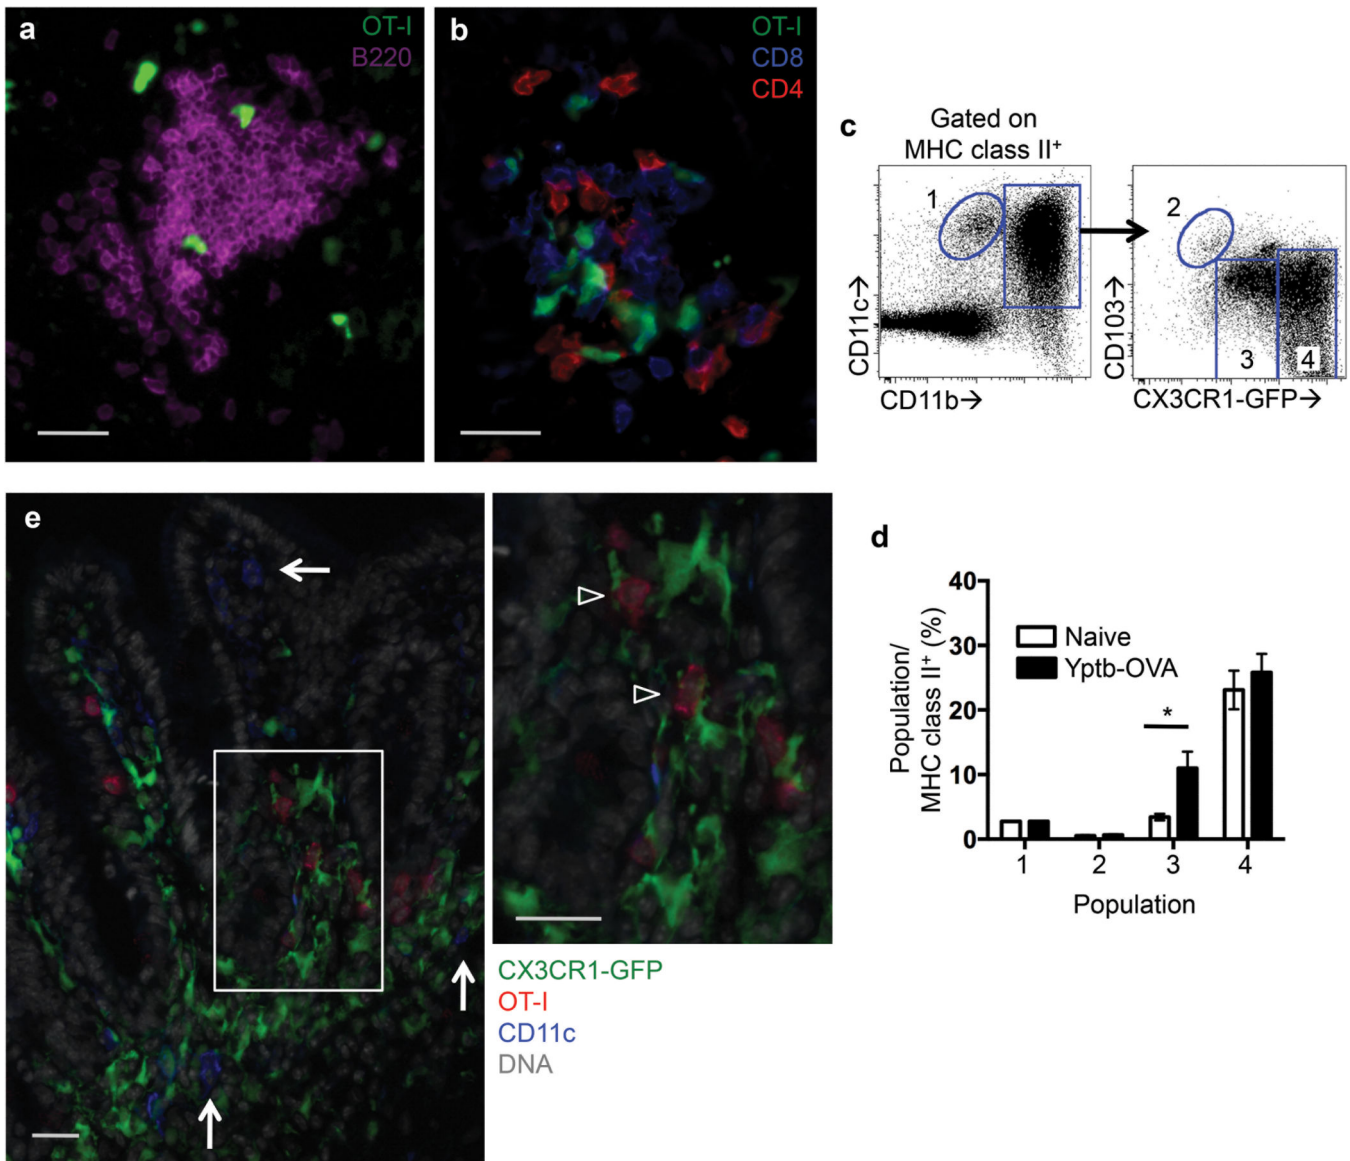 a
OT-I
B220
b
OT-I
CD8
CD4
c
Gated on
MHC class II⁺
1
CD11c→
CD11b→
2
3
4
CD103→
CX3CR1-GFP→
e
CX3CR1-GFP
OT-I
CD11c
DNA
d
Population/
MHC class II⁺ (%)
40
30
20
10
0
Naive
Yptb-OVA
*
1 2 3 4
Population